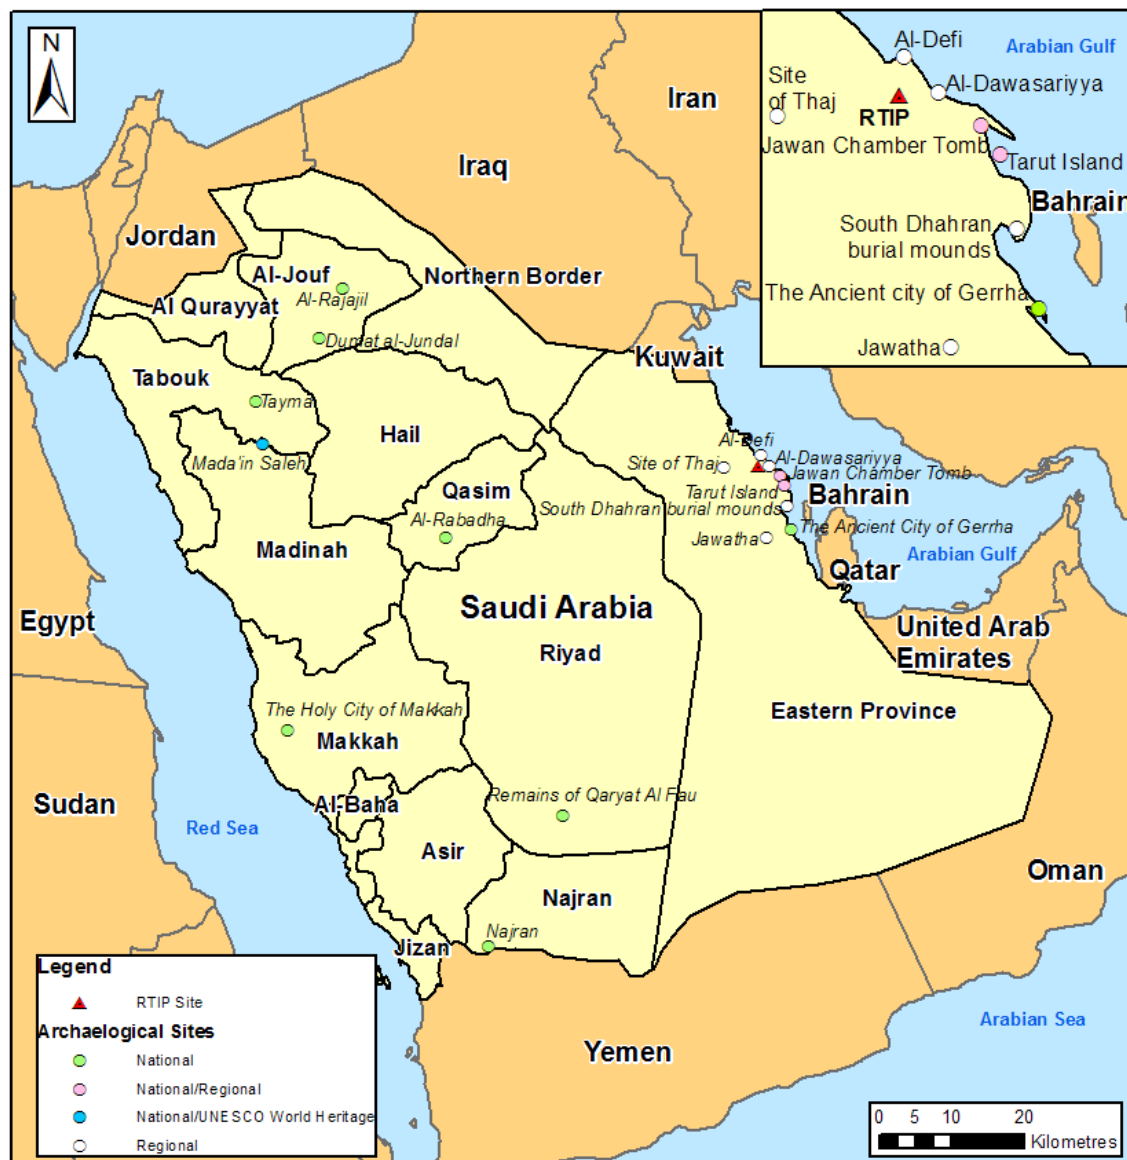 N
Iran
Iraq
Jordan
Al-Jouf
Al-Rajajil
Northern Border
Al Qurayyat
Dumat al-Jundal
Kuwait
Tabouk
Tayma
Hail
Mada'in Saleh
Al-Defi
Al-Dawasariyya
Site of Thaj
Jawan Chamber Tomb
Qasim
Tarut Island
Bahrain
South Dhahran burial mounds
Al-Rabadha
The Ancient City of Gerrha
Jawatha
Madinah
Arabian Gulf
Qatar
Saudi Arabia
Egypt
United Arab
Emirates
Riyad
The Holy City of Makkah
Eastern Province
Makkah
Remains of Qaryat Al Fau
Al-Baha
Sudan
Red Sea
Asir
Oman
Najran
Najran
Jizan
Arabian Sea
Yemen
Al-Defi
Arabian Gulf
Site
of Thaj
Al-Dawasariyya
RTIP
Jawan Chamber Tomb
Tarut Island
Bahrain
South Dhahran
burial mounds
The Ancient city of Gerrha
Jawatha
Legend
RTIP Site
Archaelogical Sites
National
National/Regional
National/UNESCO World Heritage
Regional
0 5 10 20
Kilometres